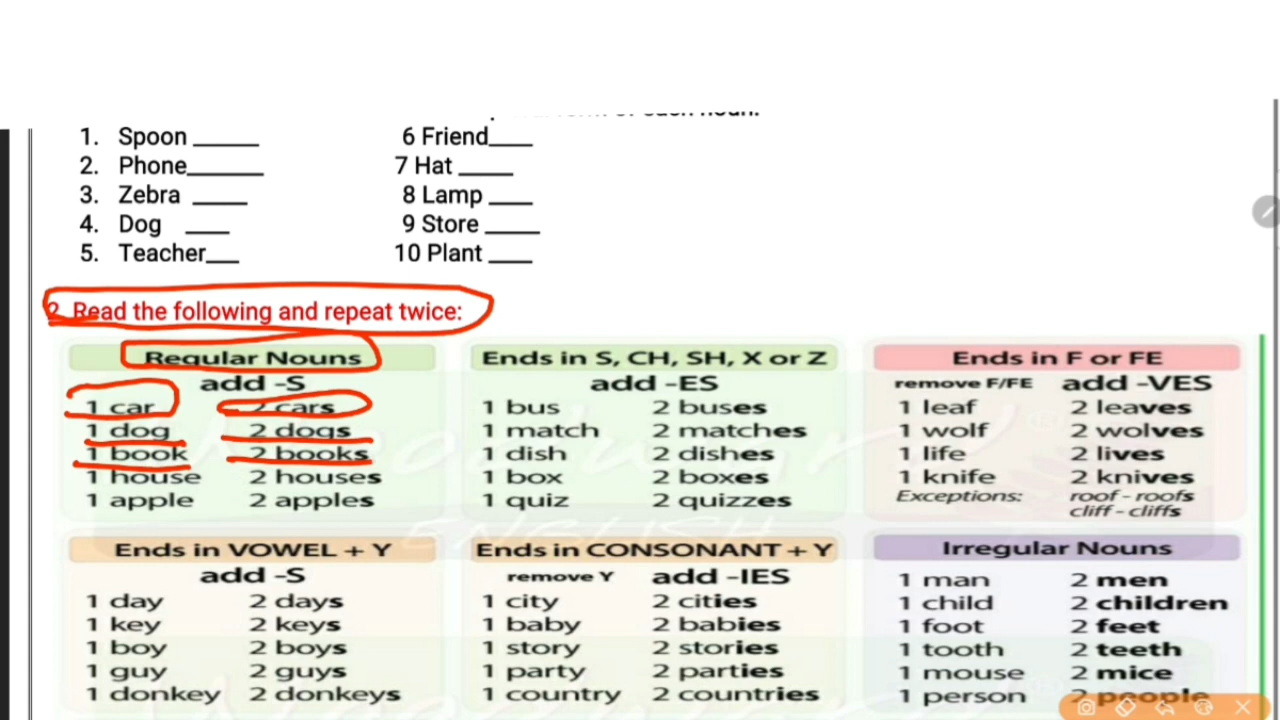 each noun.
1. Spoon _____ 6 Friend____
2. Phone______ 7 Hat ____
3. Zebra ____ 8 Lamp ____
4. Dog ____ 9 Store ____
5. Teacher___ 10 Plant ____
2. Read the following and repeat twice:
Regular Nouns
add -S
1 car 2 cars
1 dog 2 dogs
1 book 2 books
1 house 2 houses
1 apple 2 apples
Ends in S, CH, SH, X or Z
add -ES
1 bus 2 buses
1 match 2 matches
1 dish 2 dishes
1 box 2 boxes
1 quiz 2 quizzes
Ends in F or FE
remove F/FE add -VES
1 leaf 2 leaves
1 wolf 2 wolves
1 life 2 lives
1 knife 2 knives
Exceptions: roof - roofs
cliff - cliffs
Ends in VOWEL + Y
add -S
1 day 2 days
1 key 2 keys
1 boy 2 boys
1 guy 2 guys
1 donkey 2 donkeys
Ends in CONSONANT + Y
remove Y add -IES
1 city 2 cities
1 baby 2 babies
1 story 2 stories
1 party 2 parties
1 country 2 countries
Irregular Nouns
1 man 2 men
1 child 2 children
1 foot 2 feet
1 tooth 2 teeth
1 mouse 2 mice
1 person 2 people
ENGLISH